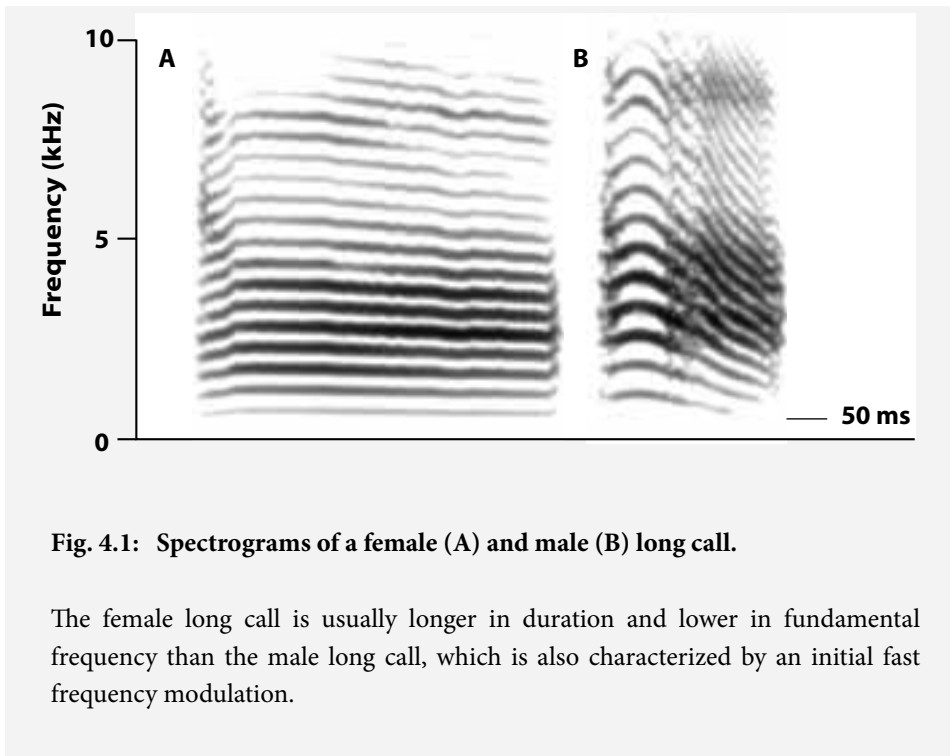 10
A
B
Frequency (kHz)
5
50 ms
0
Fig. 4.1: Spectrograms of a female (A) and male (B) long call.
The female long call is usually longer in duration and lower in fundamental
frequency than the male long call, which is also characterized by an initial fast
frequency modulation.